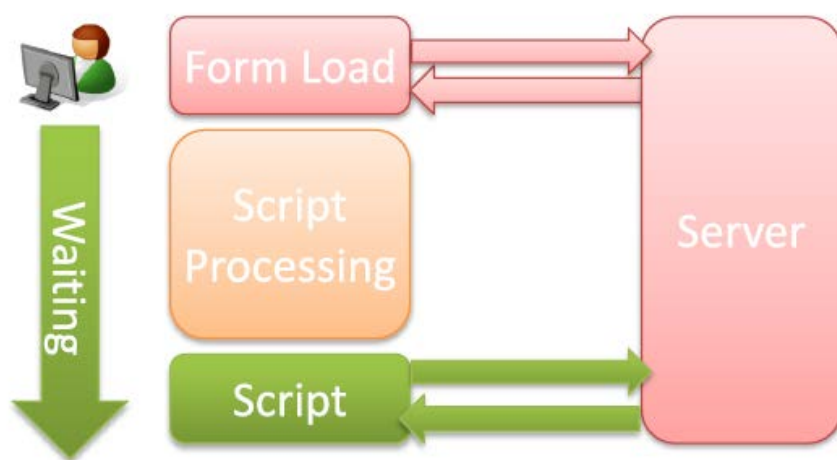 Form Load
Script
Processing
Server
Waiting
Script